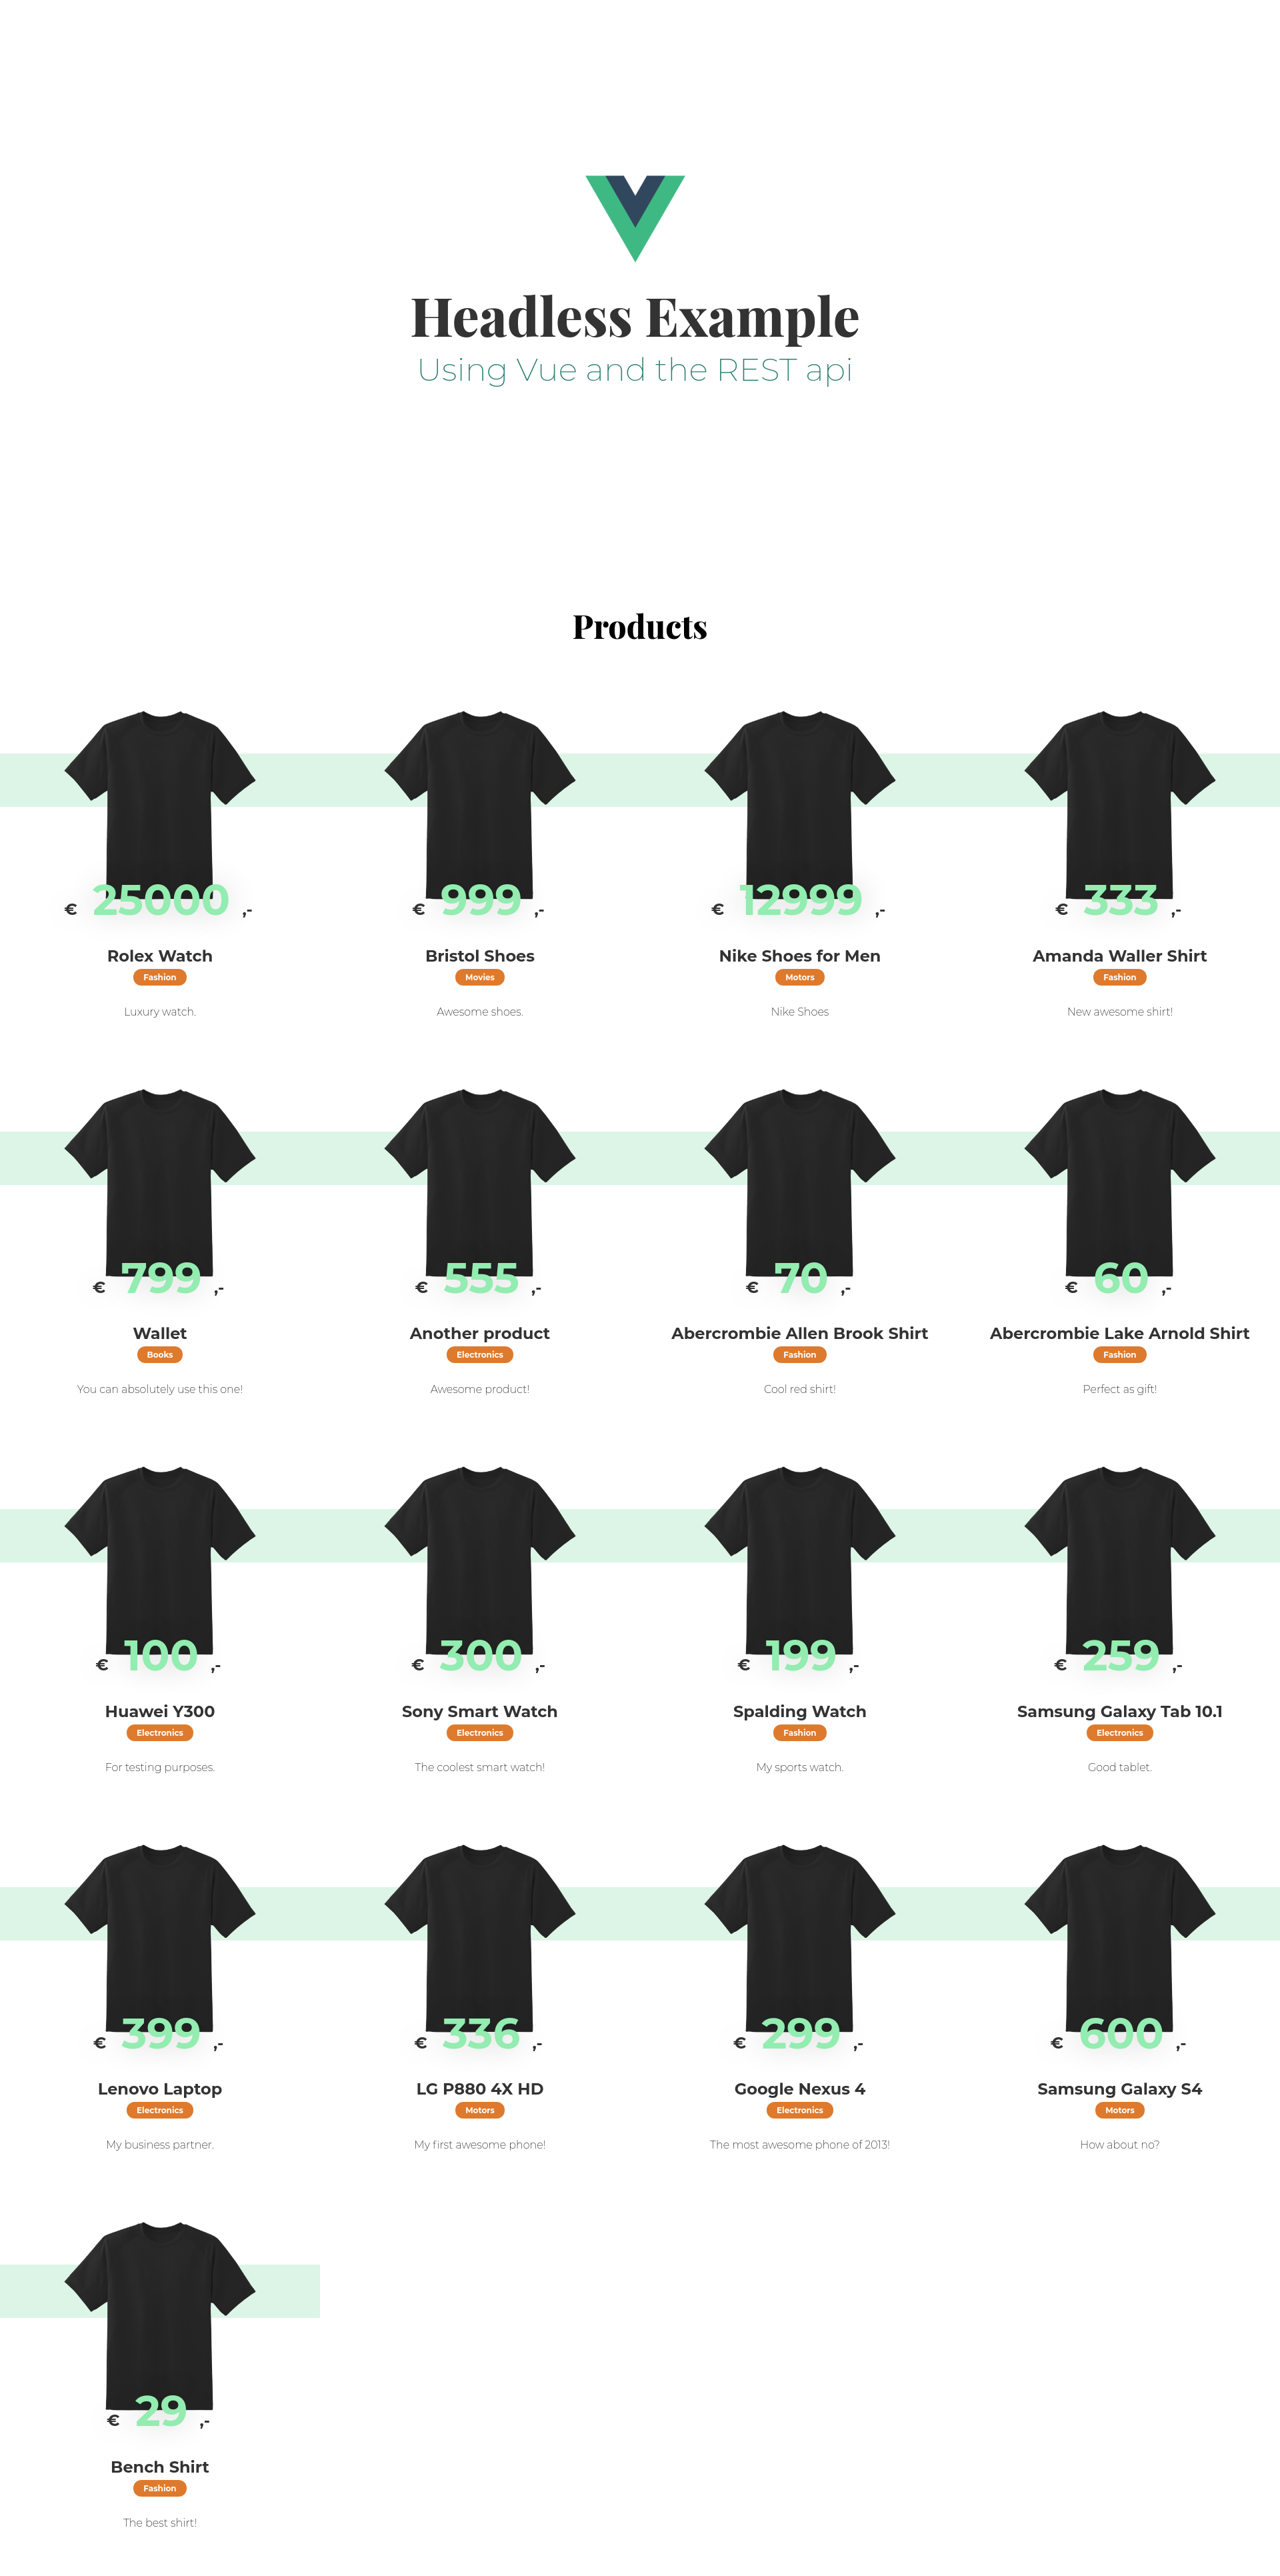 Headless Example
Using Vue and the REST api
Products
€ 25000 ,-
Rolex Watch
Fashion
Luxury watch.
€ 999 ,-
Bristol Shoes
Movies
Awesome shoes.
€ 12999 ,-
Nike Shoes for Men
Motors
Nike Shoes
€ 333 ,-
Amanda Waller Shirt
Fashion
New awesome shirt!
€ 799 ,-
Wallet
Books
You can absolutely use this one!
€ 555 ,-
Another product
Electronics
Awesome product!
€ 70 ,-
Abercrombie Allen Brook Shirt
Fashion
Cool red shirt!
€ 60 ,-
Abercrombie Lake Arnold Shirt
Fashion
Perfect as gift!
€ 100 ,-
Huawei Y300
Electronics
For testing purposes.
€ 300 ,-
Sony Smart Watch
Electronics
The coolest smart watch!
€ 199 ,-
Spalding Watch
Fashion
My sports watch.
€ 259 ,-
Samsung Galaxy Tab 10.1
Electronics
Good tablet.
€ 399 ,-
Lenovo Laptop
Electronics
My business partner.
€ 336 ,-
LG P880 4X HD
Motors
My first awesome phone!
€ 299 ,-
Google Nexus 4
Electronics
The most awesome phone of 2013!
€ 600 ,-
Samsung Galaxy S4
Motors
How about no?
€ 29 ,-
Bench Shirt
Fashion
The best shirt!